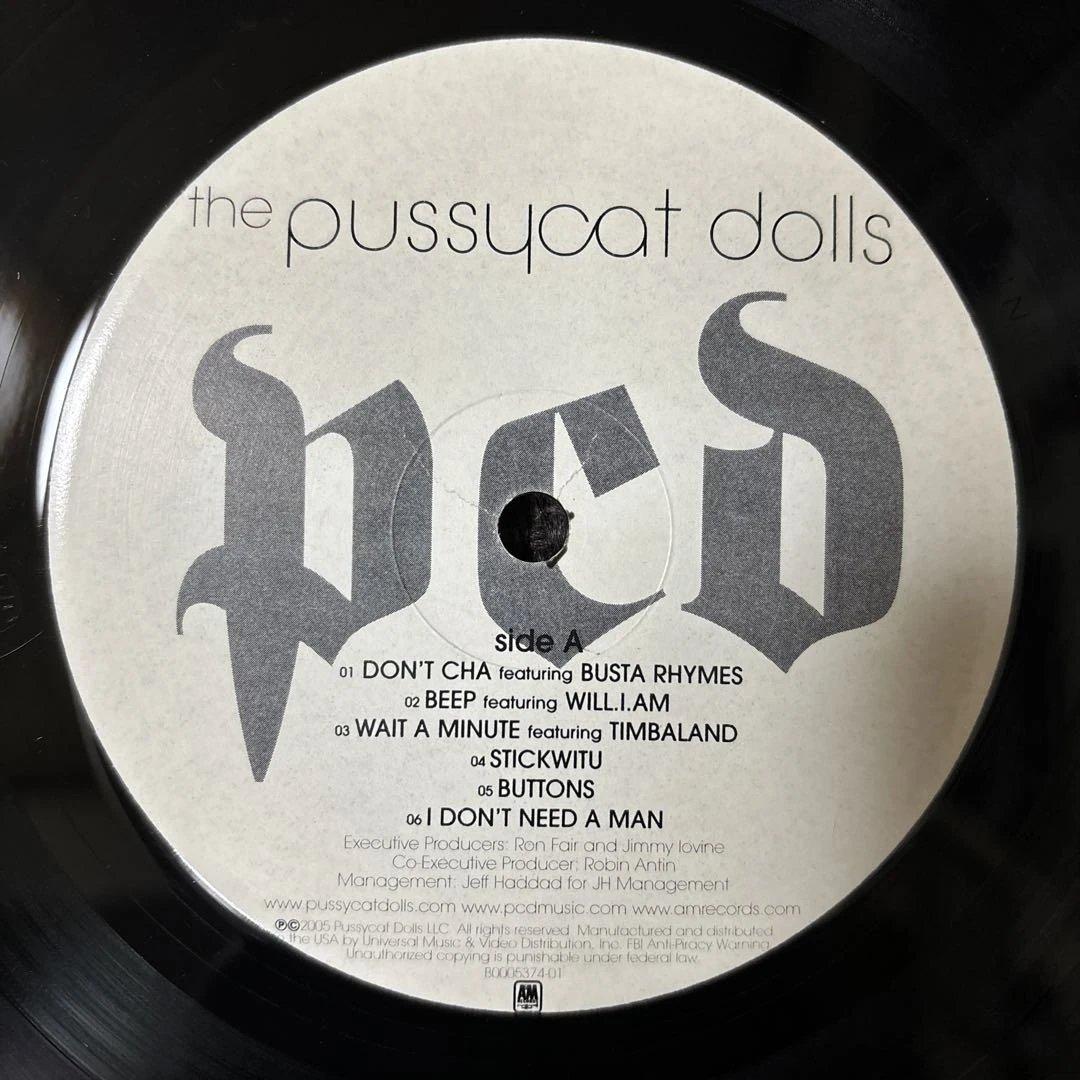 the pussycat dolls
pcd
side A
01 DON'T CHA featuring BUSTA RHYMES
02 BEEP featuring WILL.I.AM
03 WAIT A MINUTE featuring TIMBALAND
04 STICKWITU
05 BUTTONS
06 I DON'T NEED A MAN
Executive Producers: Ron Fair and Jimmy Iovine
Co-Executive Producer: Robin Antin
Management: Jeff Haddad for JH Management
www.pussycatdolls.com www.pcdmusic.com www.amrecords.com
℗©2005 Pussycat Dolls LLC. All rights reserved. Manufactured and distributed
the USA by Universal Music & Video Distribution, Inc. FBI Anti-Piracy Warning:
Unauthorized copying is punishable under federal law.
B0005374-01
AM